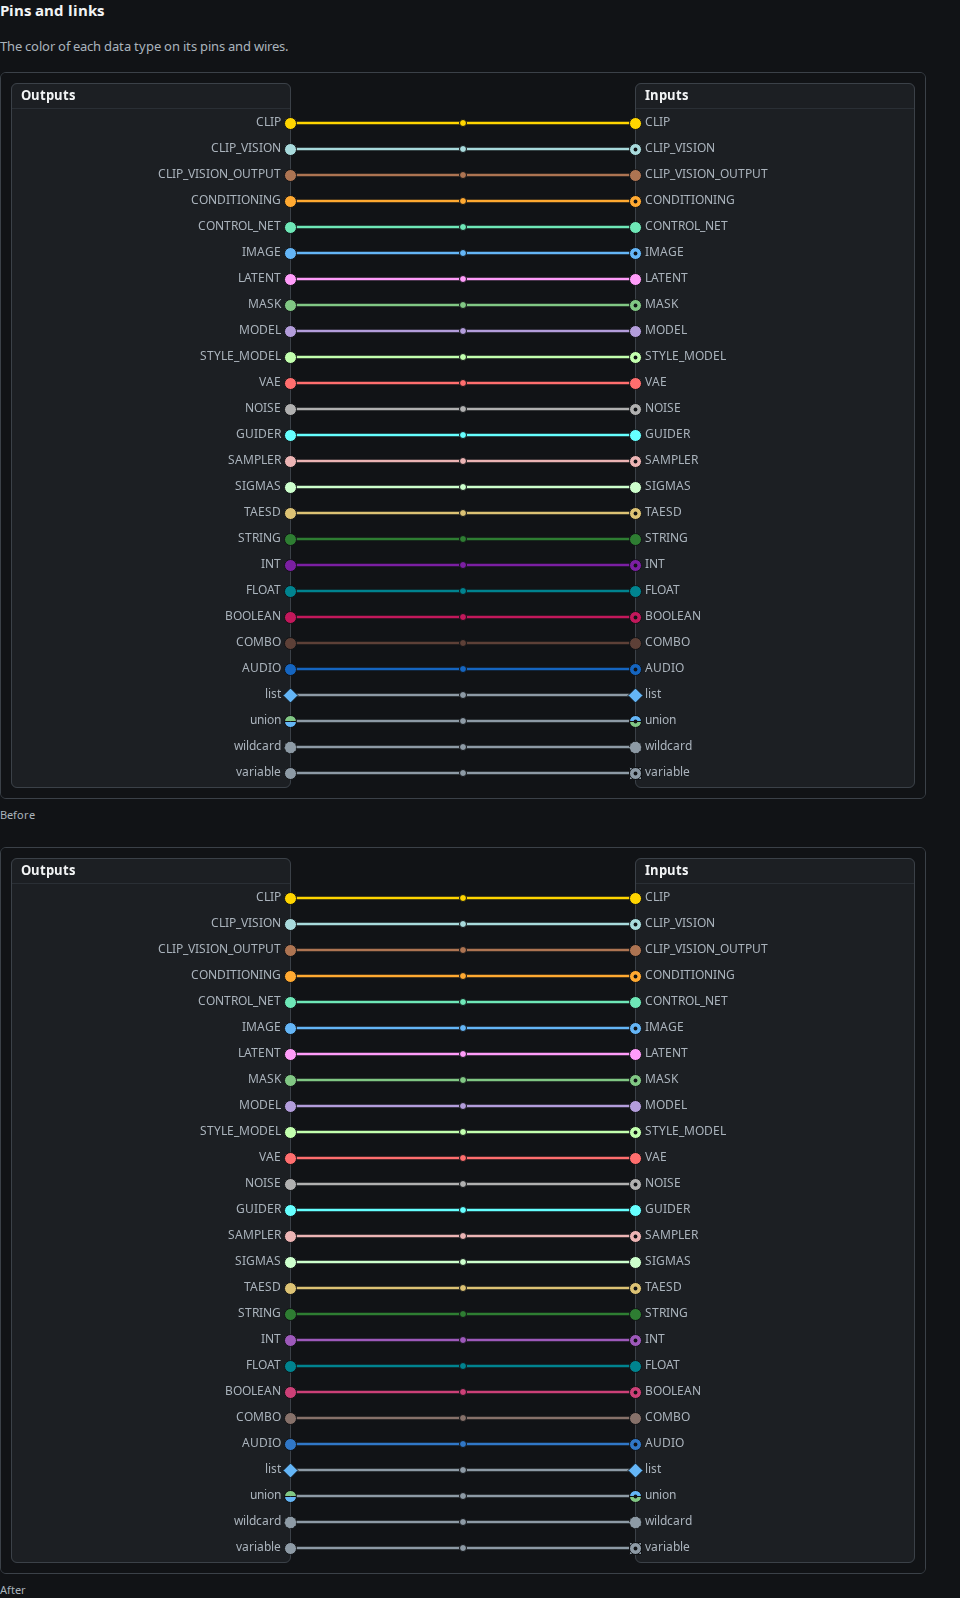 Pins and links
The color of each data type on its pins and wires.
Outputs Inputs
CLIP CLIP
CLIP_VISION CLIP_VISION
CLIP_VISION_OUTPUT CLIP_VISION_OUTPUT
CONDITIONING CONDITIONING
CONTROL_NET CONTROL_NET
IMAGE IMAGE
LATENT LATENT
MASK MASK
MODEL MODEL
STYLE_MODEL STYLE_MODEL
VAE VAE
NOISE NOISE
GUIDER GUIDER
SAMPLER SAMPLER
SIGMAS SIGMAS
TAESD TAESD
STRING STRING
INT INT
FLOAT FLOAT
BOOLEAN BOOLEAN
COMBO COMBO
AUDIO AUDIO
list list
union union
wildcard wildcard
variable variable
Before
Outputs Inputs
CLIP CLIP
CLIP_VISION CLIP_VISION
CLIP_VISION_OUTPUT CLIP_VISION_OUTPUT
CONDITIONING CONDITIONING
CONTROL_NET CONTROL_NET
IMAGE IMAGE
LATENT LATENT
MASK MASK
MODEL MODEL
STYLE_MODEL STYLE_MODEL
VAE VAE
NOISE NOISE
GUIDER GUIDER
SAMPLER SAMPLER
SIGMAS SIGMAS
TAESD TAESD
STRING STRING
INT INT
FLOAT FLOAT
BOOLEAN BOOLEAN
COMBO COMBO
AUDIO AUDIO
list list
union union
wildcard wildcard
variable variable
After